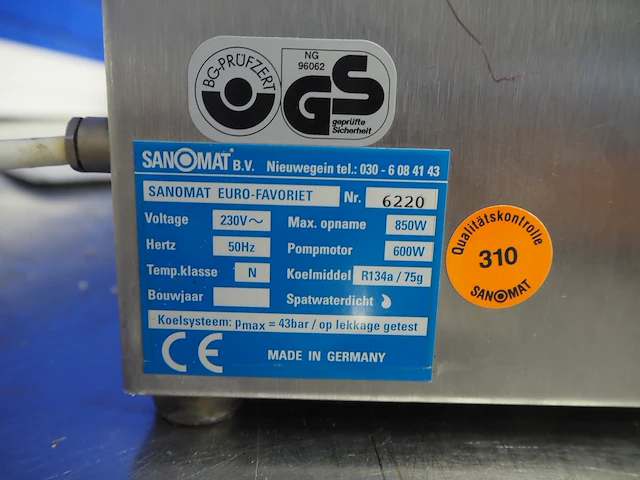 BG-PRÜFZERT
NG
96062
GS
geprüfte
Sicherheit
SANOMAT B.V. Nieuwegein tel.: 030 - 6 08 41 43
SANOMAT EURO-FAVORIET Nr. 6220
Voltage 230V~ Max. opname 850W
Hertz 50Hz Pompmotor 600W
Temp.klasse N Koelmiddel R134a / 75g
Bouwjaar Spatwaterdicht
Koelsysteem: pmax = 43bar / op lekkage getest
CE MADE IN GERMANY
Qualitätskontrolle
310
SANOMAT